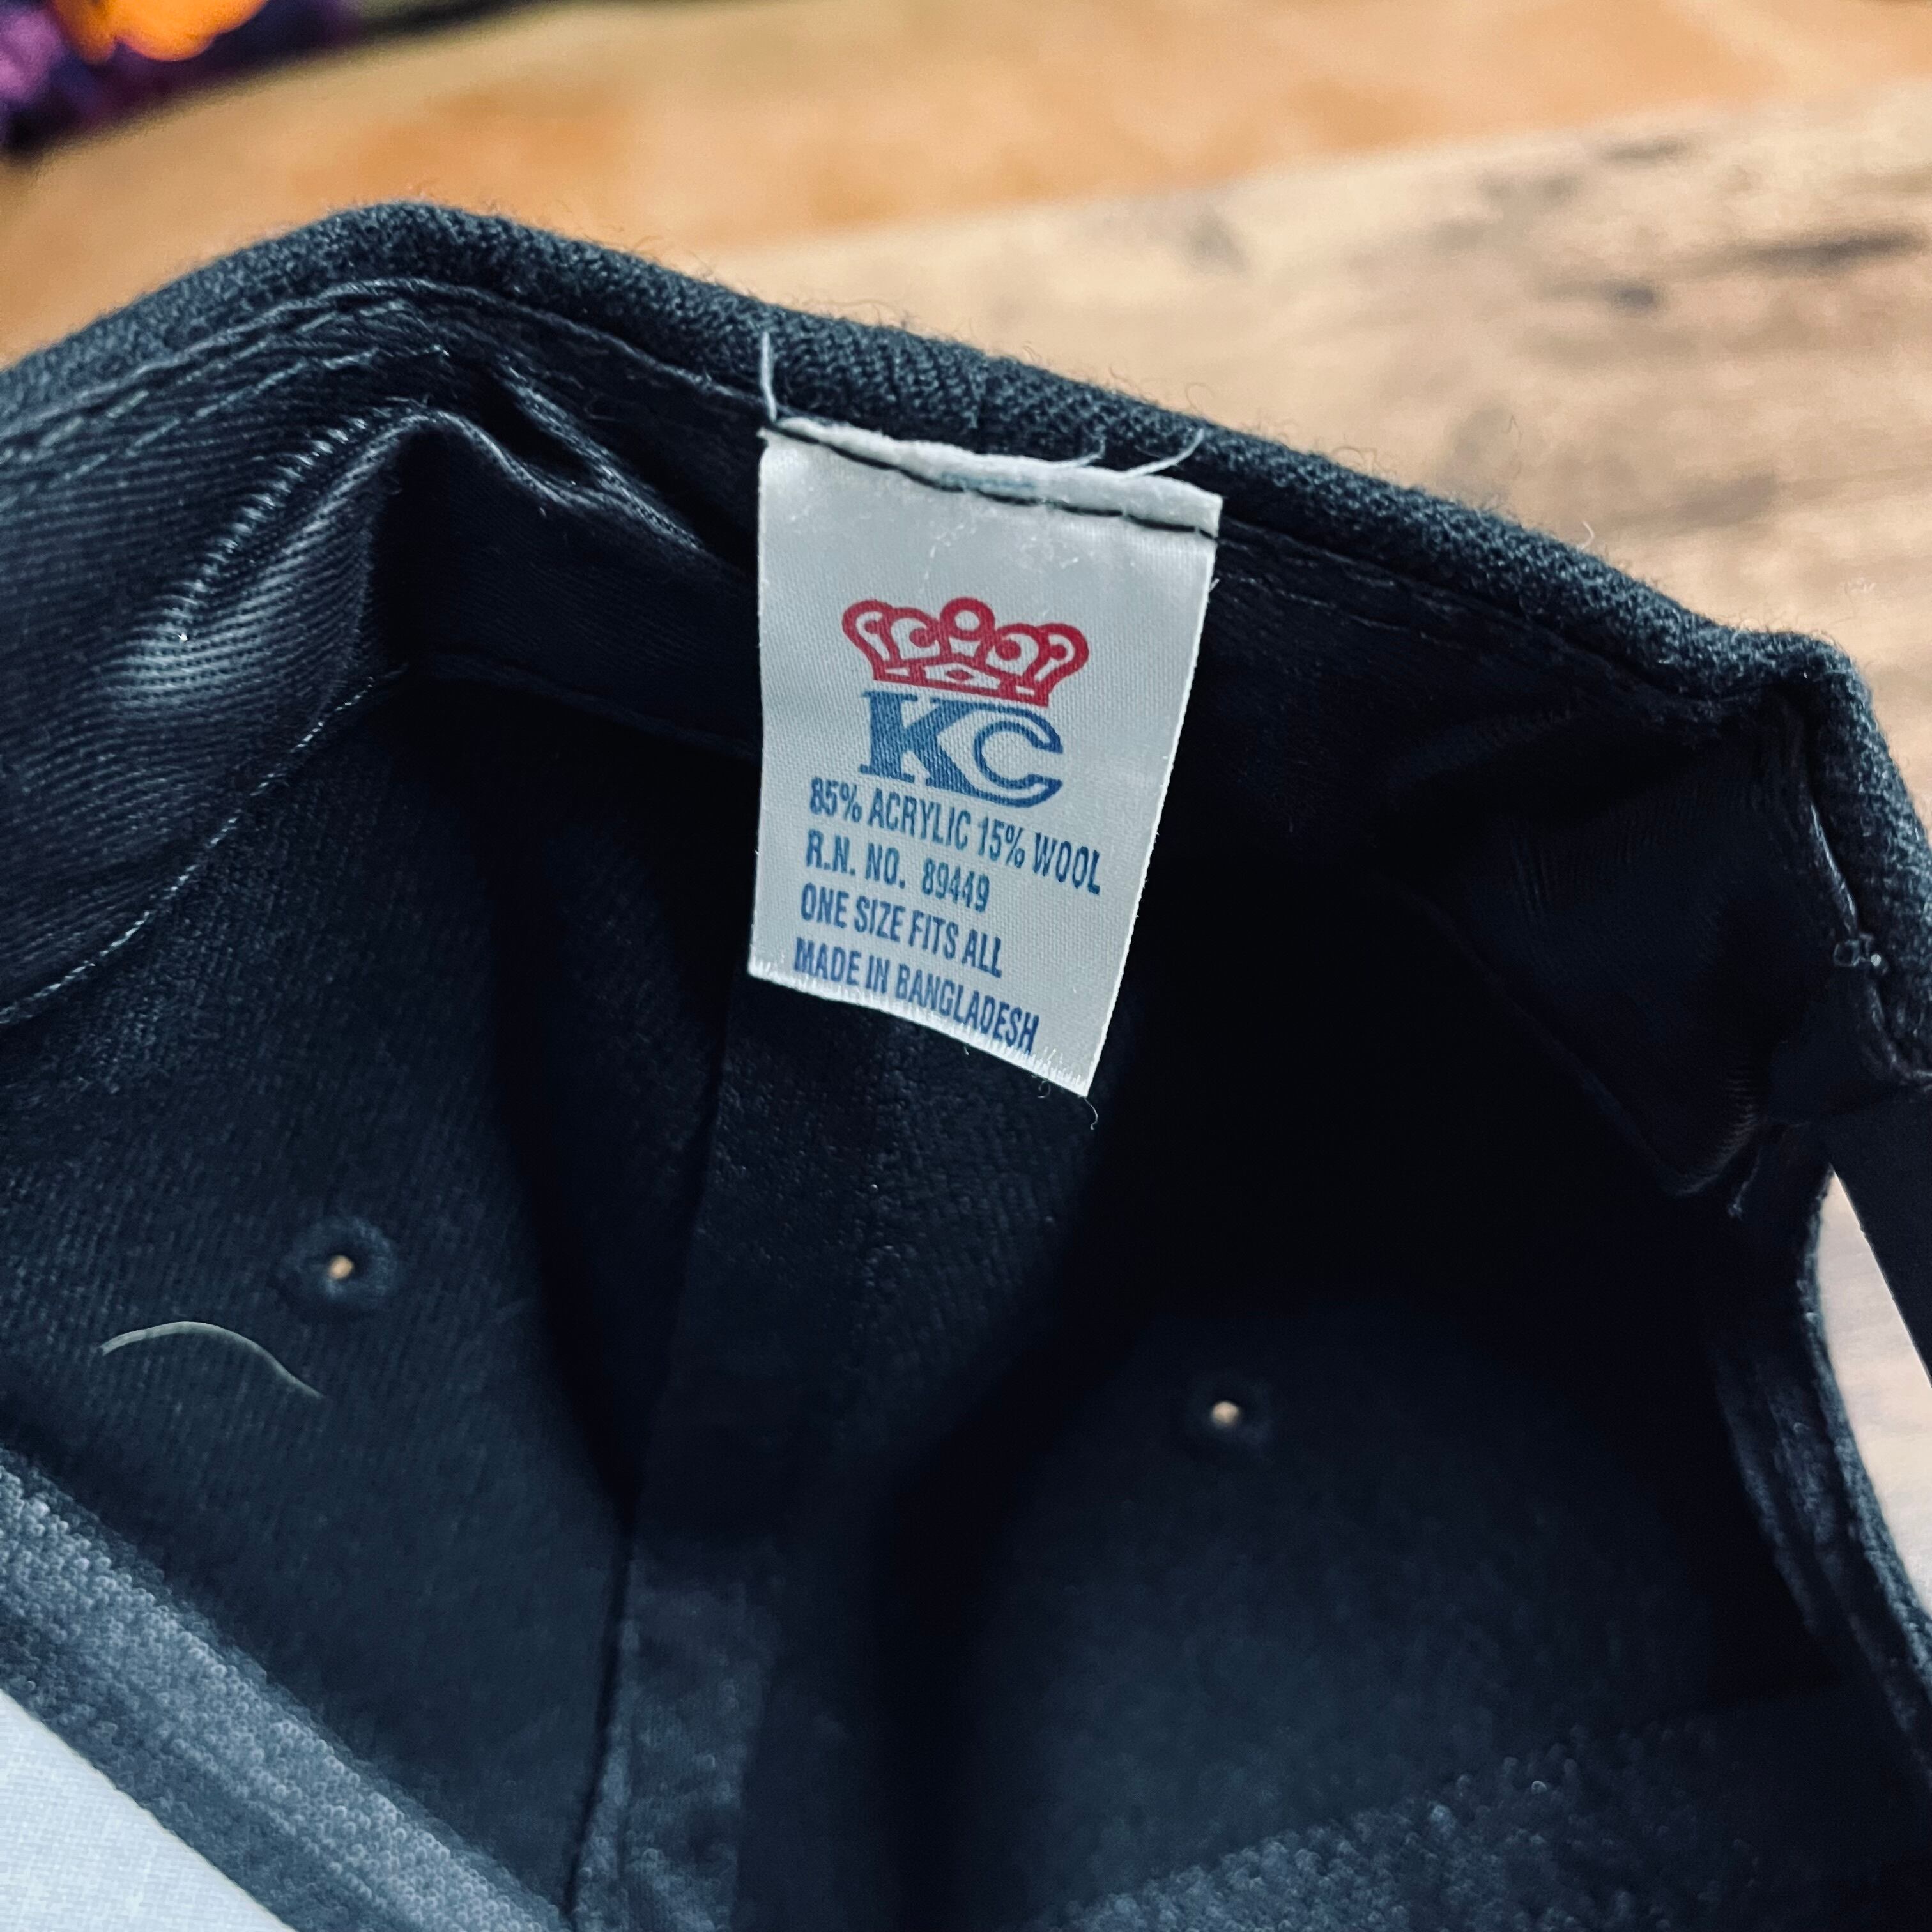 KC
85% ACRYLIC 15% WOOL
R.N. NO. 89449
ONE SIZE FITS ALL
MADE IN BANGLADESH